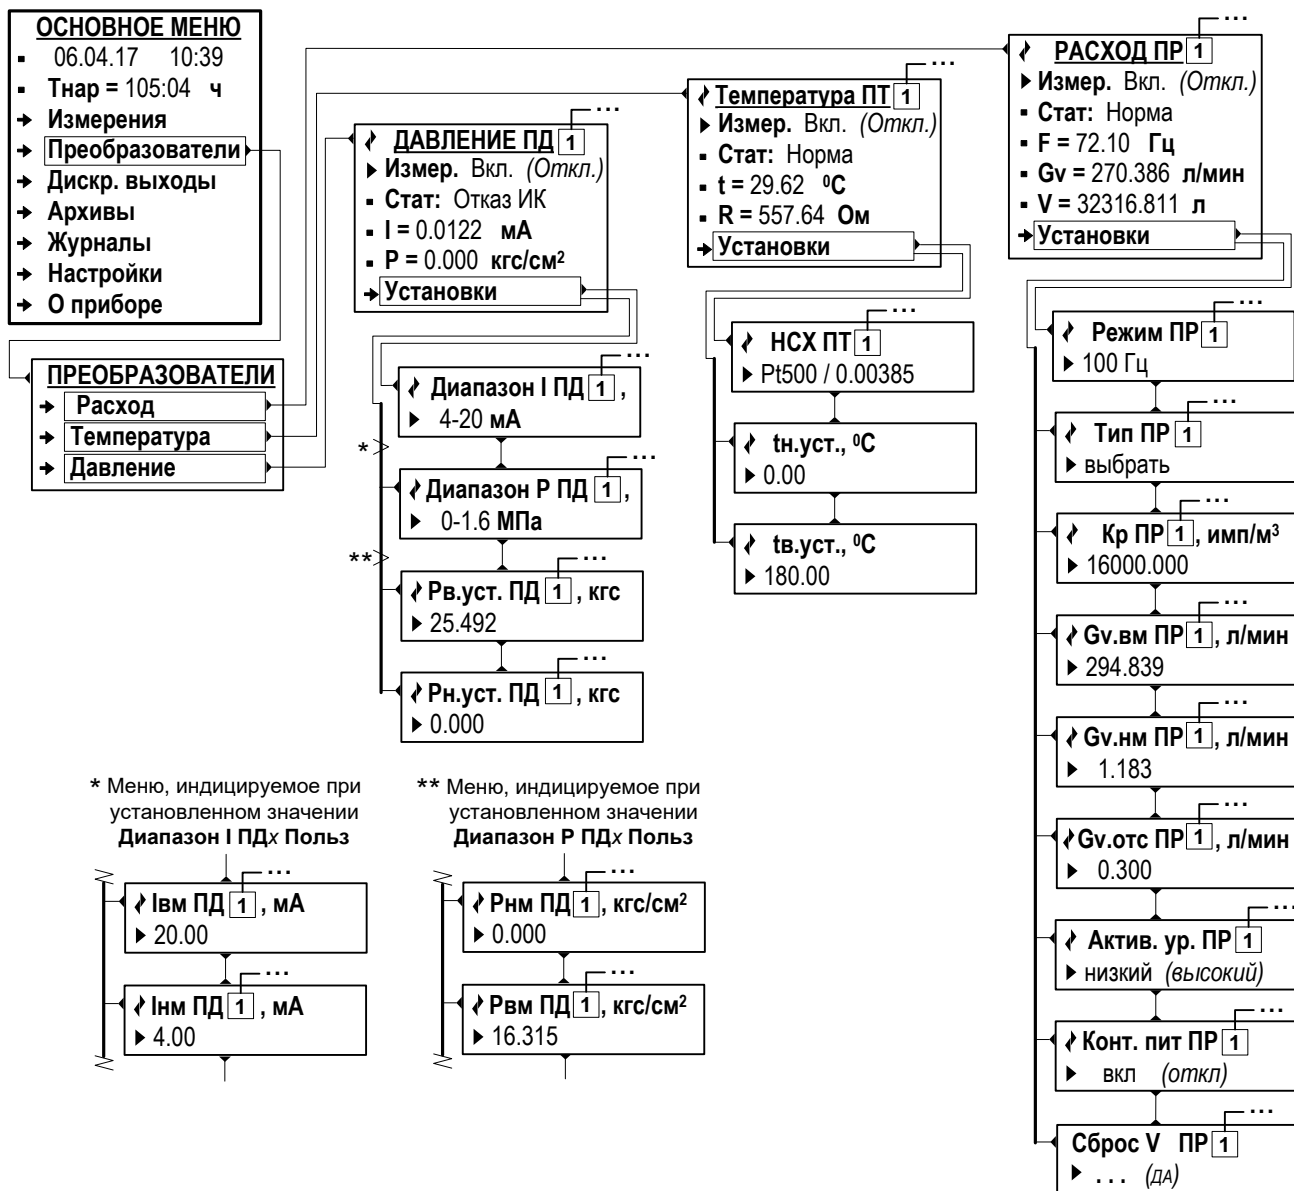 ОСНОВНОЕ МЕНЮ
06.04.17 10:39
Тнар = 105:04 ч
Измерения
Преобразователи
Дискр. выходы
Архивы
Журналы
Настройки
О приборе
ПРЕОБРАЗОВАТЕЛИ
Расход
Температура
Давление
...
ДАВЛЕНИЕ ПД 1
Измер. Вкл. (Откл.)
Стат: Отказ ИК
I = 0.0122 мА
P = 0.000 кгс/см²
Установки
...
Температура ПТ 1
Измер. Вкл. (Откл.)
Стат: Норма
t = 29.62 ⁰С
R = 557.64 Ом
Установки
...
РАСХОД ПР 1
Измер. Вкл. (Откл.)
Стат: Норма
F = 72.10 Гц
Gv = 270.386 л/мин
V = 32316.811 л
Установки
...
Диапазон I ПД 1 ,
4-20 мА
*
...
Диапазон Р ПД 1 ,
0-1.6 МПа
**
...
Рв.уст. ПД 1 , кгс
25.492
...
Рн.уст. ПД 1 , кгс
0.000
...
НСХ ПТ 1
Pt500 / 0.00385
tн.уст., ⁰С
0.00
tв.уст., ⁰С
180.00
...
Режим ПР 1
100 Гц
...
Тип ПР 1
выбрать
...
Кр ПР 1 , имп/м³
16000.000
...
Gv.вм ПР 1 , л/мин
294.839
...
Gv.нм ПР 1 , л/мин
1.183
...
Gv.отс ПР 1 , л/мин
0.300
...
Актив. ур. ПР 1
низкий (высокий)
...
Конт. пит ПР 1
вкл (откл)
...
Сброс V ПР 1
... (ДА)
* Меню, индицируемое при
установленном значении
Диапазон I ПДх Польз
...
Iвм ПД 1 , мА
20.00
...
Iнм ПД 1 , мА
4.00
** Меню, индицируемое при
установленном значении
Диапазон Р ПДх Польз
...
Рнм ПД 1 , кгс/см²
0.000
...
Рвм ПД 1 , кгс/см²
16.315